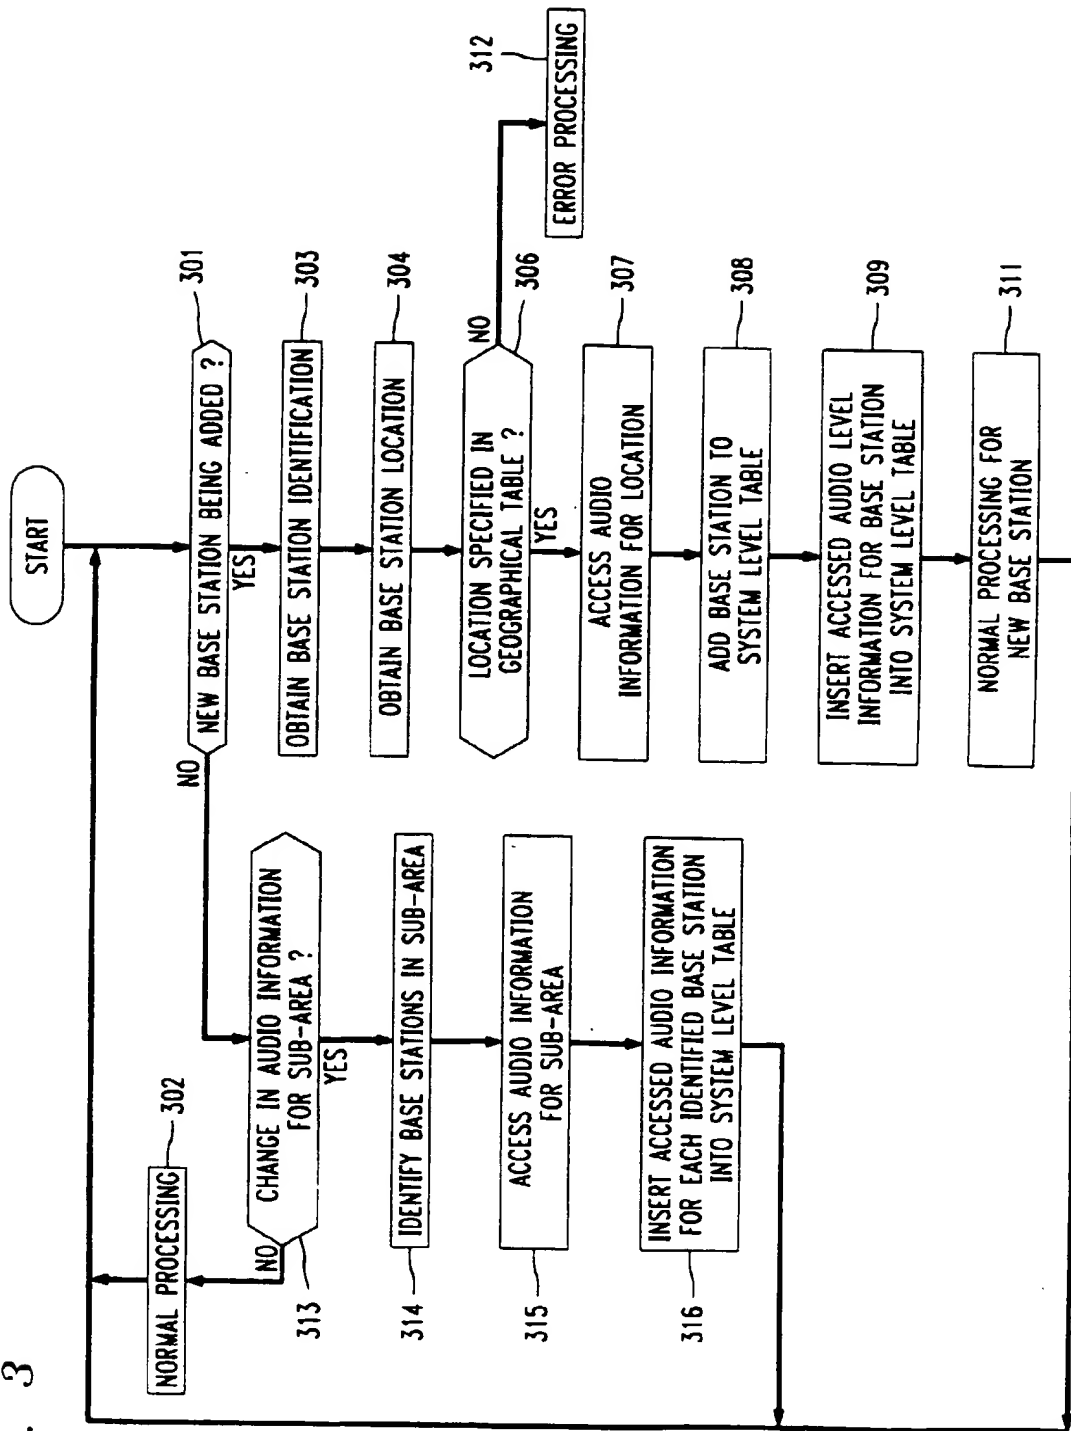 . 3
START
NEW BASE STATION BEING ADDED ?
301
NO
YES
OBTAIN BASE STATION IDENTIFICATION
303
OBTAIN BASE STATION LOCATION
304
LOCATION SPECIFIED IN
GEOGRAPHICAL TABLE ?
306
NO
YES
ERROR PROCESSING
312
ACCESS AUDIO
INFORMATION FOR LOCATION
307
ADD BASE STATION TO
SYSTEM LEVEL TABLE
308
INSERT ACCESSED AUDIO LEVEL
INFORMATION FOR BASE STATION
INTO SYSTEM LEVEL TABLE
309
NORMAL PROCESSING FOR
NEW BASE STATION
311
NORMAL PROCESSING
302
CHANGE IN AUDIO INFORMATION
FOR SUB-AREA ?
313
NO
YES
IDENTIFY BASE STATIONS IN SUB-AREA
314
ACCESS AUDIO INFORMATION
FOR SUB-AREA
315
INSERT ACCESSED AUDIO INFORMATION
FOR EACH IDENTIFIED BASE STATION
INTO SYSTEM LEVEL TABLE
316